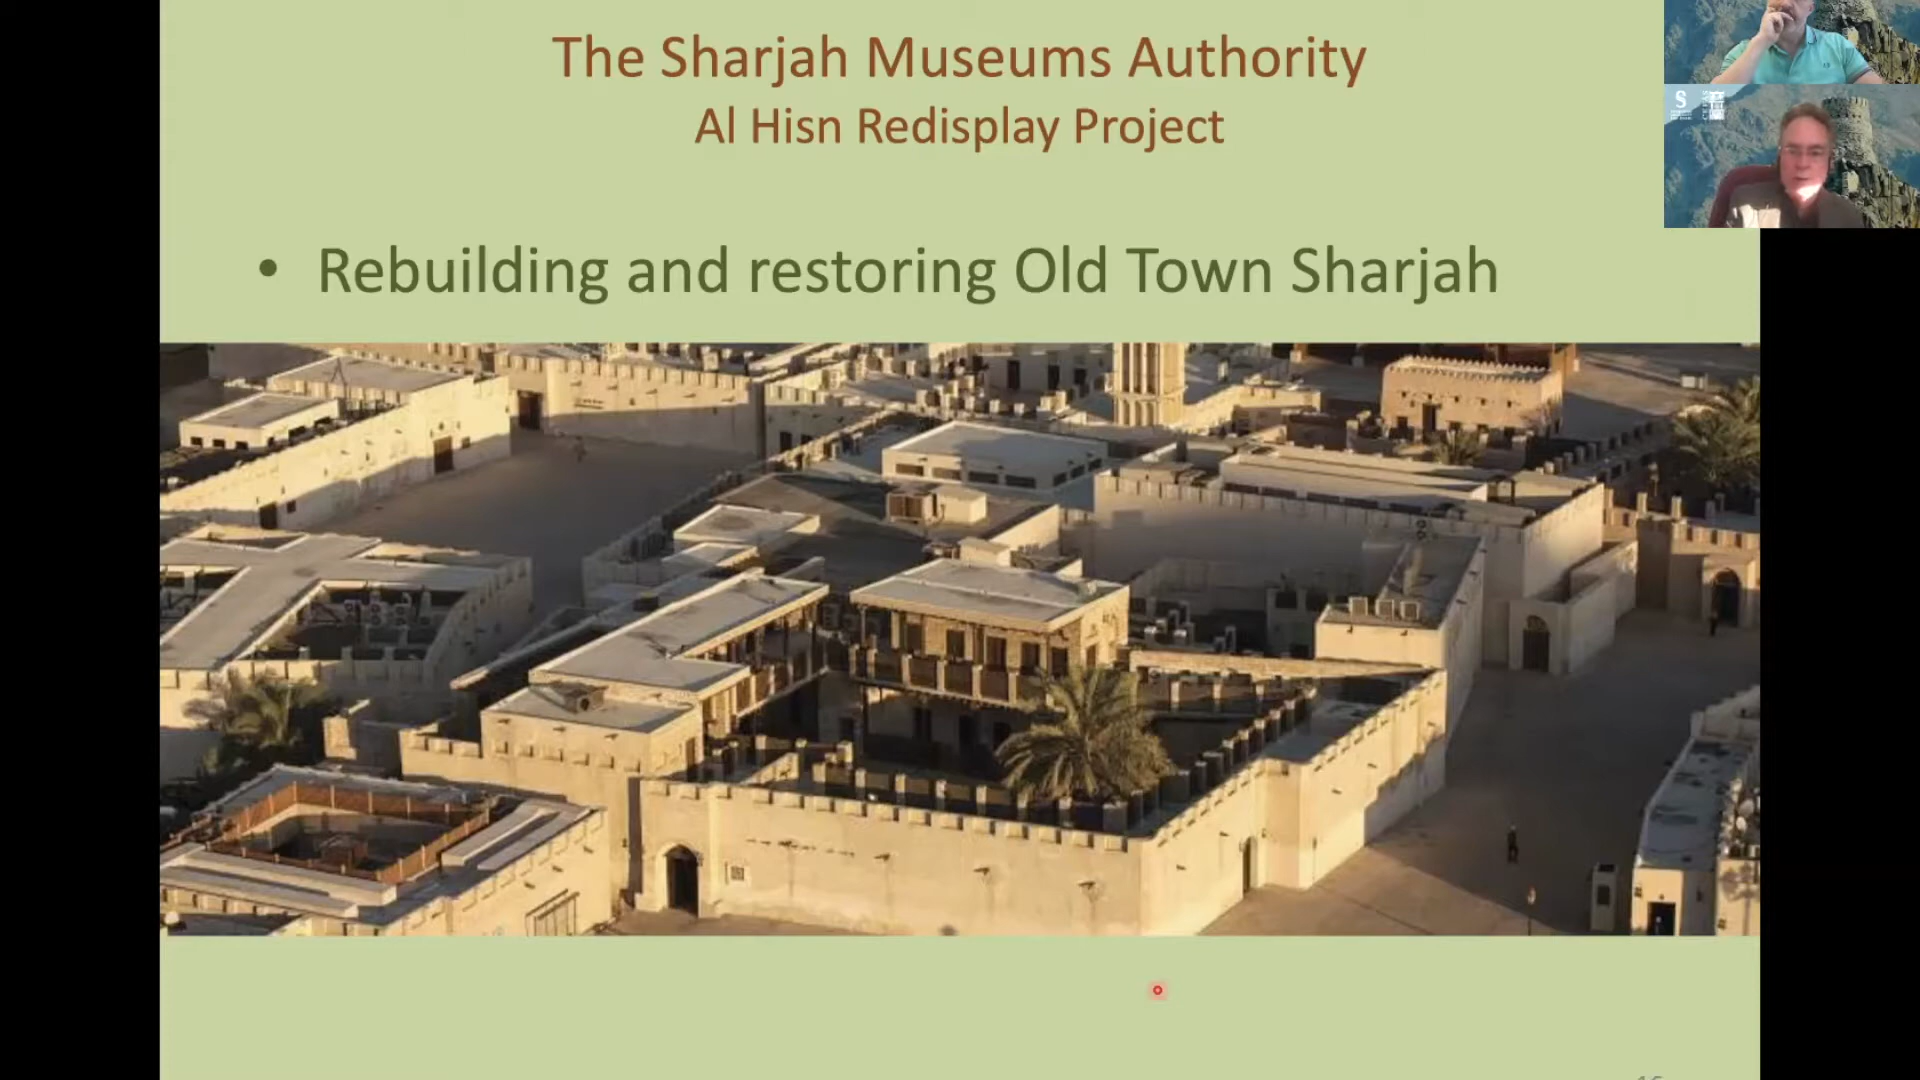 The Sharjah Museums Authority
Al Hisn Redisplay Project
• Rebuilding and restoring Old Town Sharjah
S